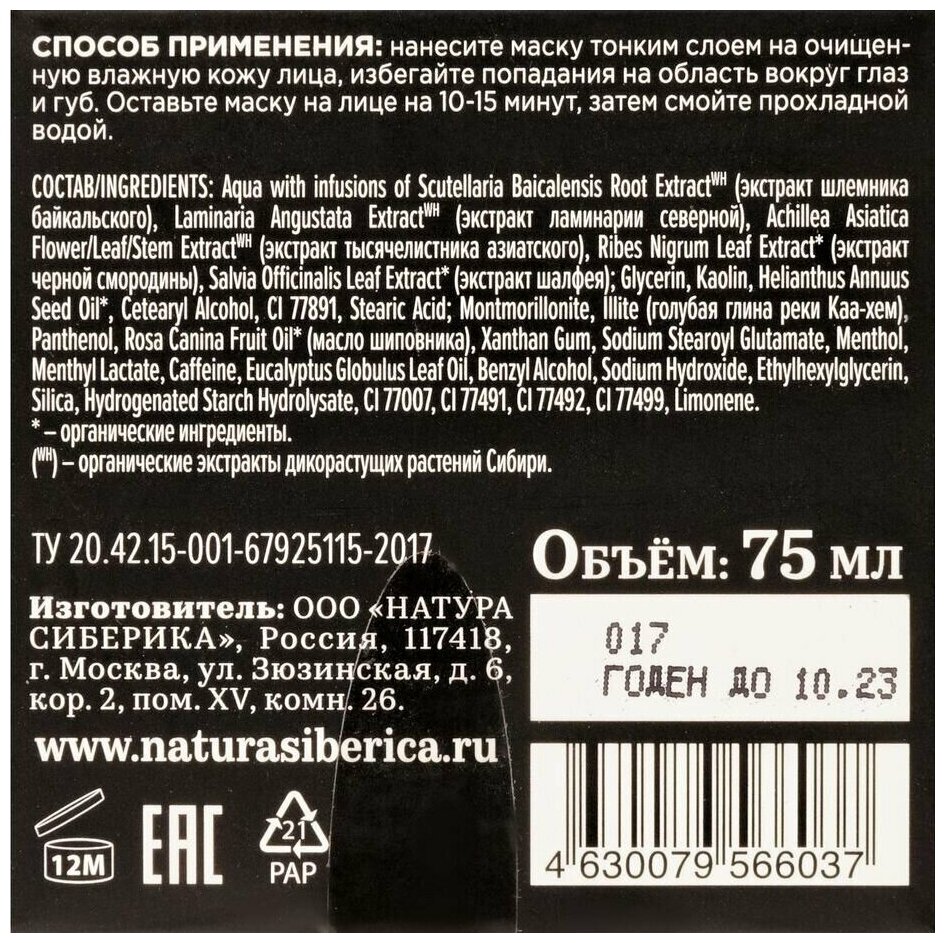 СПОСОБ ПРИМЕНЕНИЯ: нанесите маску тонким слоем на очищен-
ную влажную кожу лица, избегайте попадания на область вокруг глаз
и губ. Оставьте маску на лице на 10-15 минут, затем смойте прохладной
водой.
СОСТАВ/INGREDIENTS: Aqua with infusions of Scutellaria Baicalensis Root Extractᵂᴴ (экстракт шлемника
байкальского), Laminaria Angustata Extractᵂᴴ (экстракт ламинарии северной), Achillea Asiatica
Flower/Leaf/Stem Extractᵂᴴ (экстракт тысячелистника азиатского), Ribes Nigrum Leaf Extract* (экстракт
черной смородины), Salvia Officinalis Leaf Extract* (экстракт шалфея); Glycerin, Kaolin, Helianthus Annuus
Seed Oil*, Cetearyl Alcohol, CI 77891, Stearic Acid; Montmorillonite, Illite (голубая глина реки Каа-хем),
Panthenol, Rosa Canina Fruit Oil* (масло шиповника), Xanthan Gum, Sodium Stearoyl Glutamate, Menthol,
Menthyl Lactate, Caffeine, Eucalyptus Globulus Leaf Oil, Benzyl Alcohol, Sodium Hydroxide, Ethylhexylglycerin,
Silica, Hydrogenated Starch Hydrolysate, CI 77007, CI 77491, CI 77492, CI 77499, Limonene.
* – органические ингредиенты.
(ᵂᴴ) – органические экстракты дикорастущих растений Сибири.
ТУ 20.42.15-001-67925115-2017
Изготовитель: ООО «НАТУРА
СИБЕРИКА», Россия, 117418,
г. Москва, ул. Зюзинская, д. 6,
кор. 2, пом. XV, комн. 26.
www.naturasiberica.ru
12M
EAC
21
PAP
Объём: 75 мл
017
ГОДЕН ДО 10.23
4 630079 566037